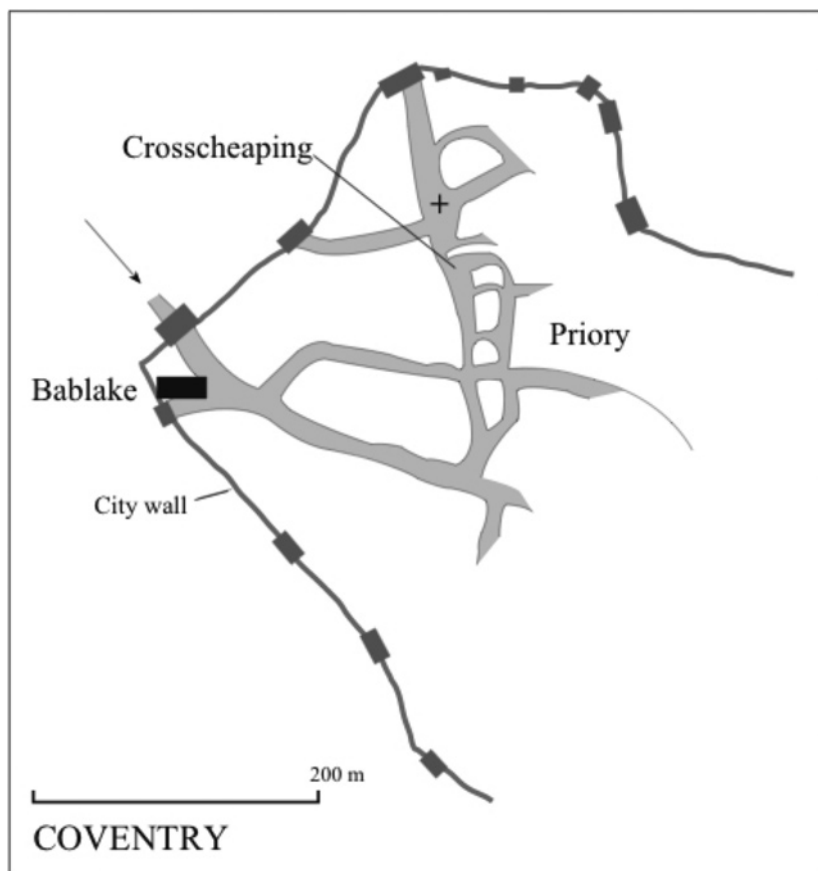 Crosscheaping
Priory
Bablake
City wall
200 m
COVENTRY